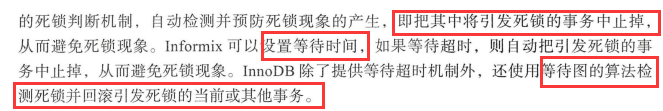 的死锁判断机制，自动检测并预防死锁现象的产生，即把其中将引发死锁的事务中止掉，
从而避免死锁现象。Informix 可以设置等待时间，如果等待超时，则自动把引发死锁的事
务中止掉，从而避免死锁现象。InnoDB 除了提供等待超时机制外，还使用等待图的算法检
测死锁并回滚引发死锁的当前或其他事务。